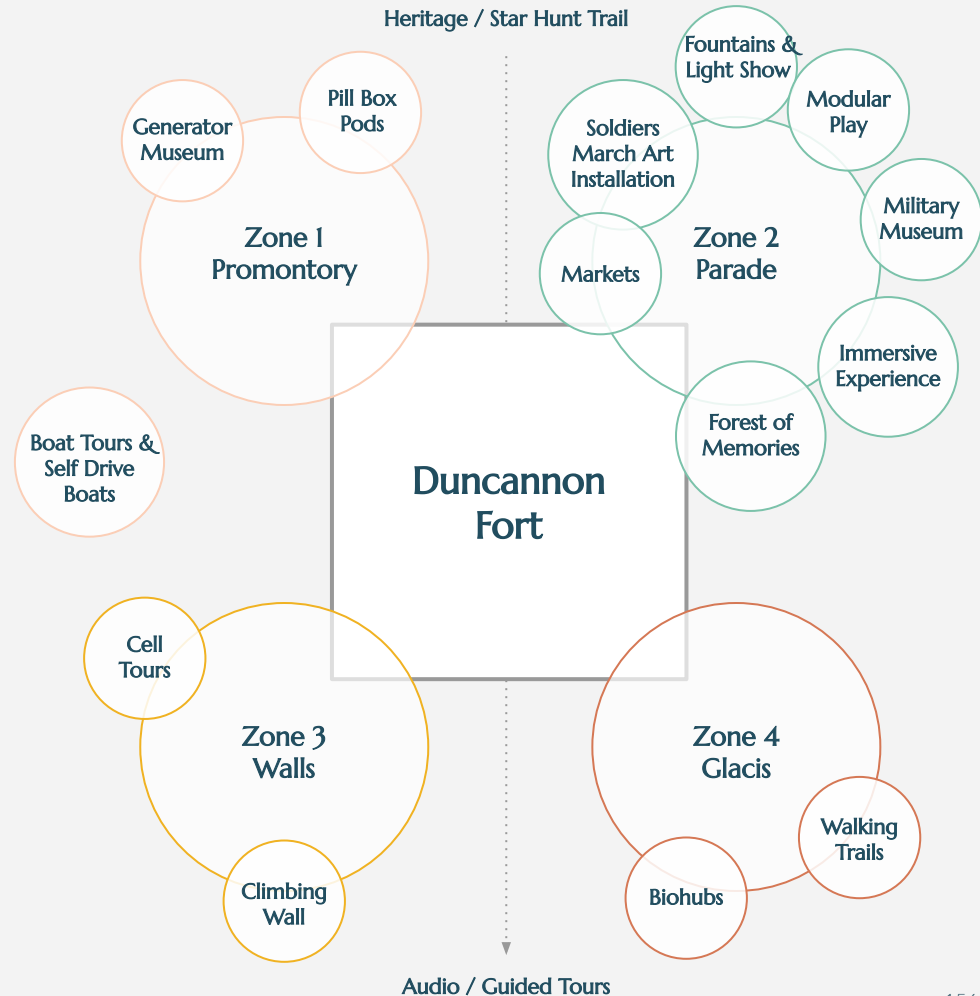 Heritage / Star Hunt Trail
Generator
Museum
Pill Box
Pods
Zone 1
Promontory
Boat Tours &
Self Drive
Boats
Fountains &
Light Show
Modular
Play
Soldiers
March Art
Installation
Military
Museum
Markets
Zone 2
Parade
Immersive
Experience
Forest of
Memories
Duncannon
Fort
Cell
Tours
Zone 3
Walls
Climbing
Wall
Zone 4
Glacis
Walking
Trails
Biohubs
Audio / Guided Tours